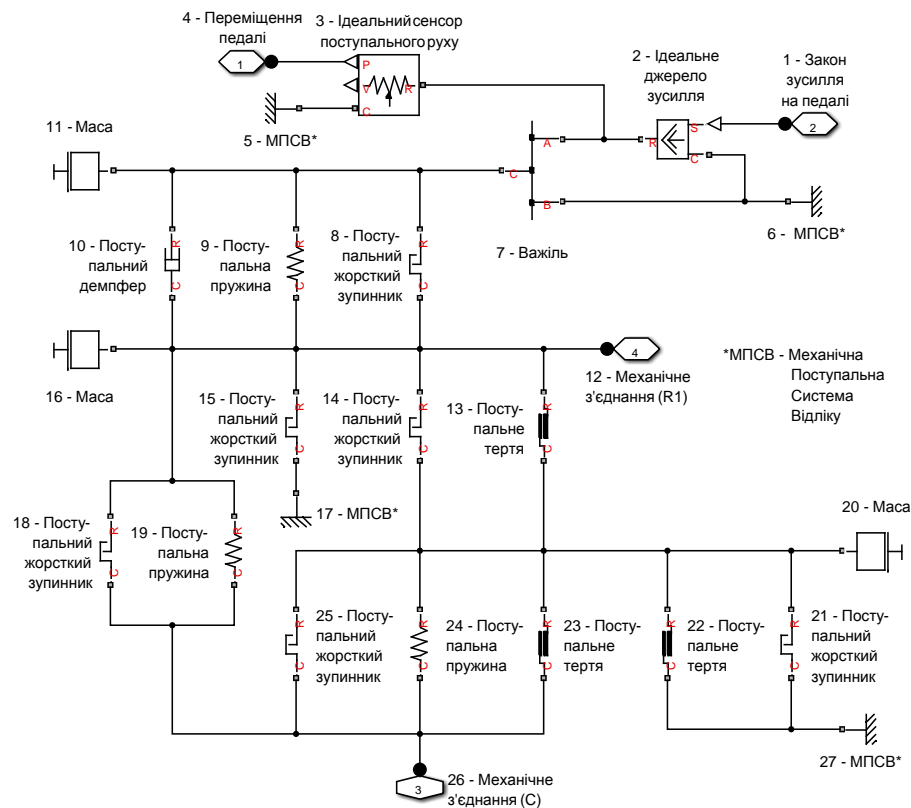 4 - Переміщення
педалі
1
3 - Ідеальний сенсор
поступального руху
P
V
R
C
5 - МПСВ*
2 - Ідеальне
джерело
зусилля
S
R
C
1 - Закон
зусилля
на педалі
2
6 - МПСВ*
11 - Маса
C
A
B
7 - Важіль
10 - Посту-
пальний
демпфер
R
C
9 - Посту-
пальна
пружина
R
C
8 - Посту-
пальний
жорсткий
зупинник
R
C
16 - Маса
4
12 - Механічне
з'єднання (R1)
*МПСВ - Механічна
Поступальна
Система
Відліку
15 - Посту-
пальний
жорсткий
зупинник
R
C
14 - Посту-
пальний
жорсткий
зупинник
R
C
13 - Посту-
пальне
тертя
R
C
17 - МПСВ*
18 - Посту-
пальний
жорсткий
зупинник
R
C
19 - Посту-
пальна
пружина
R
C
20 - Маса
25 - Посту-
пальний
жорсткий
зупинник
R
C
24 - Посту-
пальна
пружина
R
C
23 - Посту-
пальне
тертя
R
C
22 - Посту-
пальне
тертя
R
C
21 - Посту-
пальний
жорсткий
зупинник
R
C
27 - МПСВ*
3
26 - Механічне
з'єднання (C)